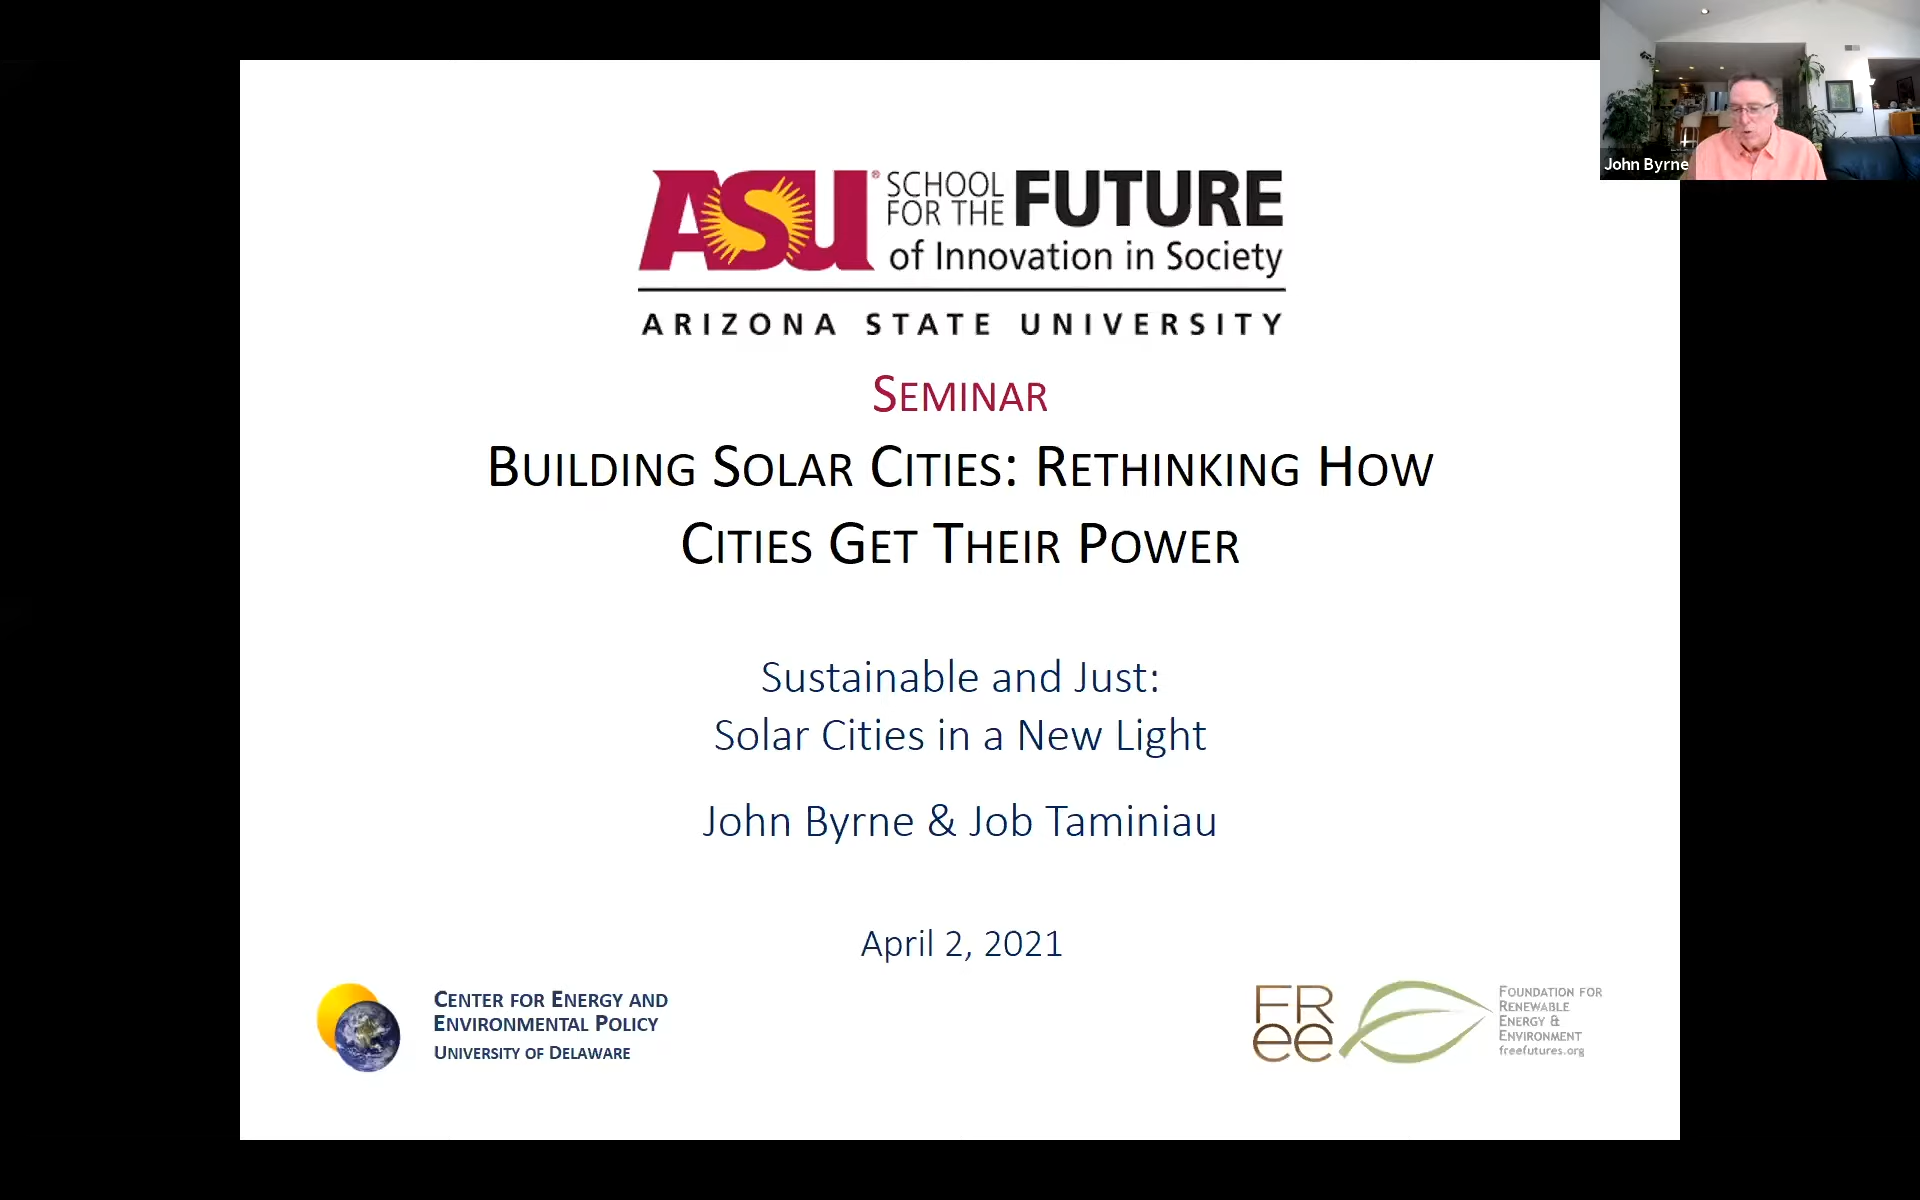 John Byrne
ASU® SCHOOL FOR THE FUTURE
of Innovation in Society
ARIZONA STATE UNIVERSITY
SEMINAR
BUILDING SOLAR CITIES: RETHINKING HOW
CITIES GET THEIR POWER
Sustainable and Just:
Solar Cities in a New Light
John Byrne & Job Taminiau
April 2, 2021
CENTER FOR ENERGY AND
ENVIRONMENTAL POLICY
UNIVERSITY OF DELAWARE
FR
ee
FOUNDATION FOR
RENEWABLE
ENERGY &
ENVIRONMENT
freefutures.org